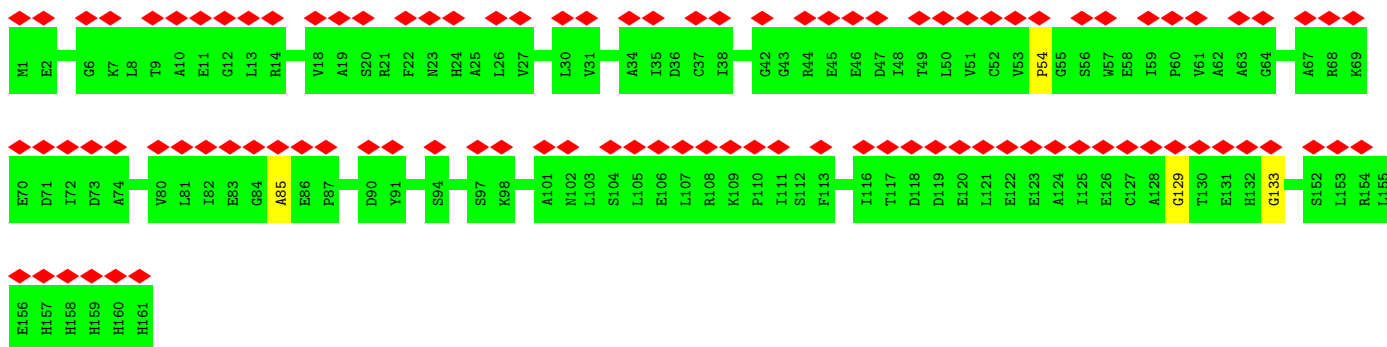 M1 E2 G6 K7 L8 T9 A10 E11 G12 L13 R14 V18 A19 S20 R21 F22 N23 H24 A25 L26 V27 L30 V31 A34 I35 D36 C37 I38 G42 G43 R44 E45 E46 D47 I48 T49 L50 V51 C52 V53 P54 G55 S56 W57 E58 I59 P60 V61 A62 A63 G64 A67 R68 K69
E70 D71 I72 D73 A74 V80 L81 I82 E83 G84 A85 E86 P87 D90 Y91 S94 S97 K98 A101 N102 L103 S104 L105 E106 L107 R108 K109 P110 I111 S112 F113 I116 T117 D118 D119 E120 L121 E122 E123 A124 I125 E126 C127 A128 G129 T130 E131 H132 G133 S152 L153 R154 L155
E156 H157 H158 H159 H160 H161